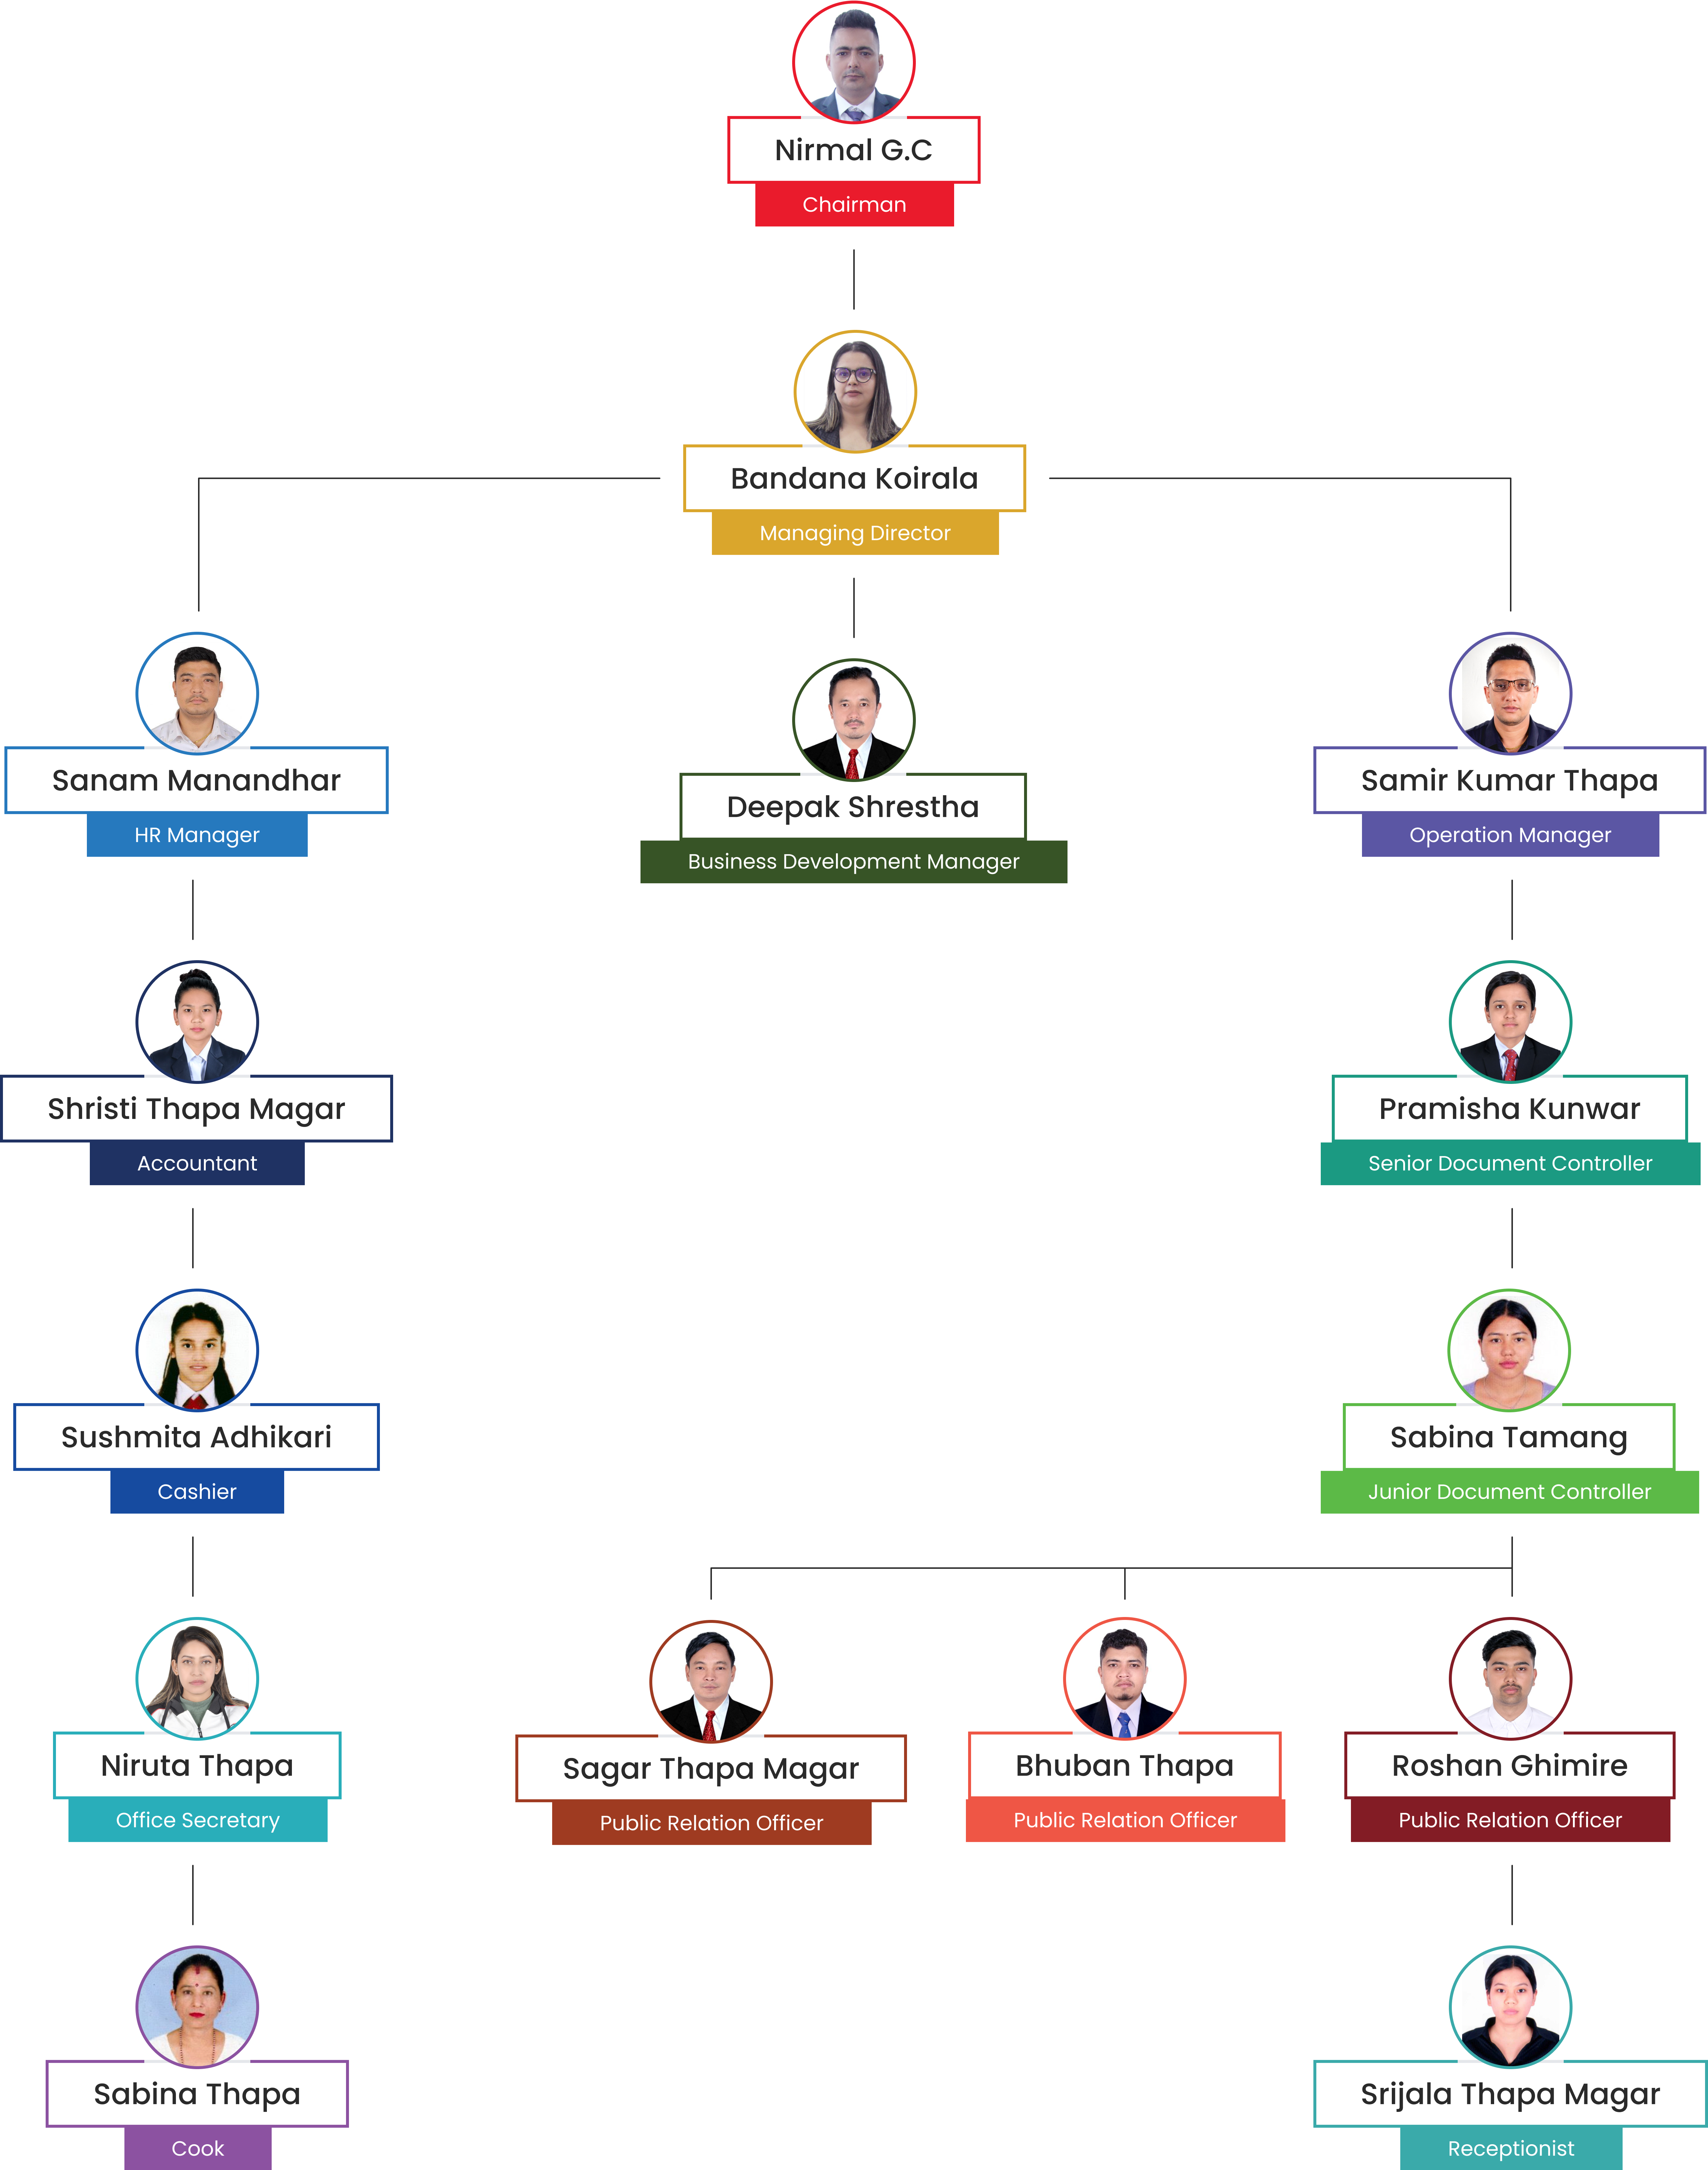 Nirmal G.C
Chairman
Bandana Koirala
Managing Director
Sanam Manandhar
HR Manager
Deepak Shrestha
Business Development Manager
Samir Kumar Thapa
Operation Manager
Shristi Thapa Magar
Accountant
Pramisha Kunwar
Senior Document Controller
Sushmita Adhikari
Cashier
Sabina Tamang
Junior Document Controller
Niruta Thapa
Office Secretary
Sagar Thapa Magar
Public Relation Officer
Bhuban Thapa
Public Relation Officer
Roshan Ghimire
Public Relation Officer
Sabina Thapa
Cook
Srijala Thapa Magar
Receptionist